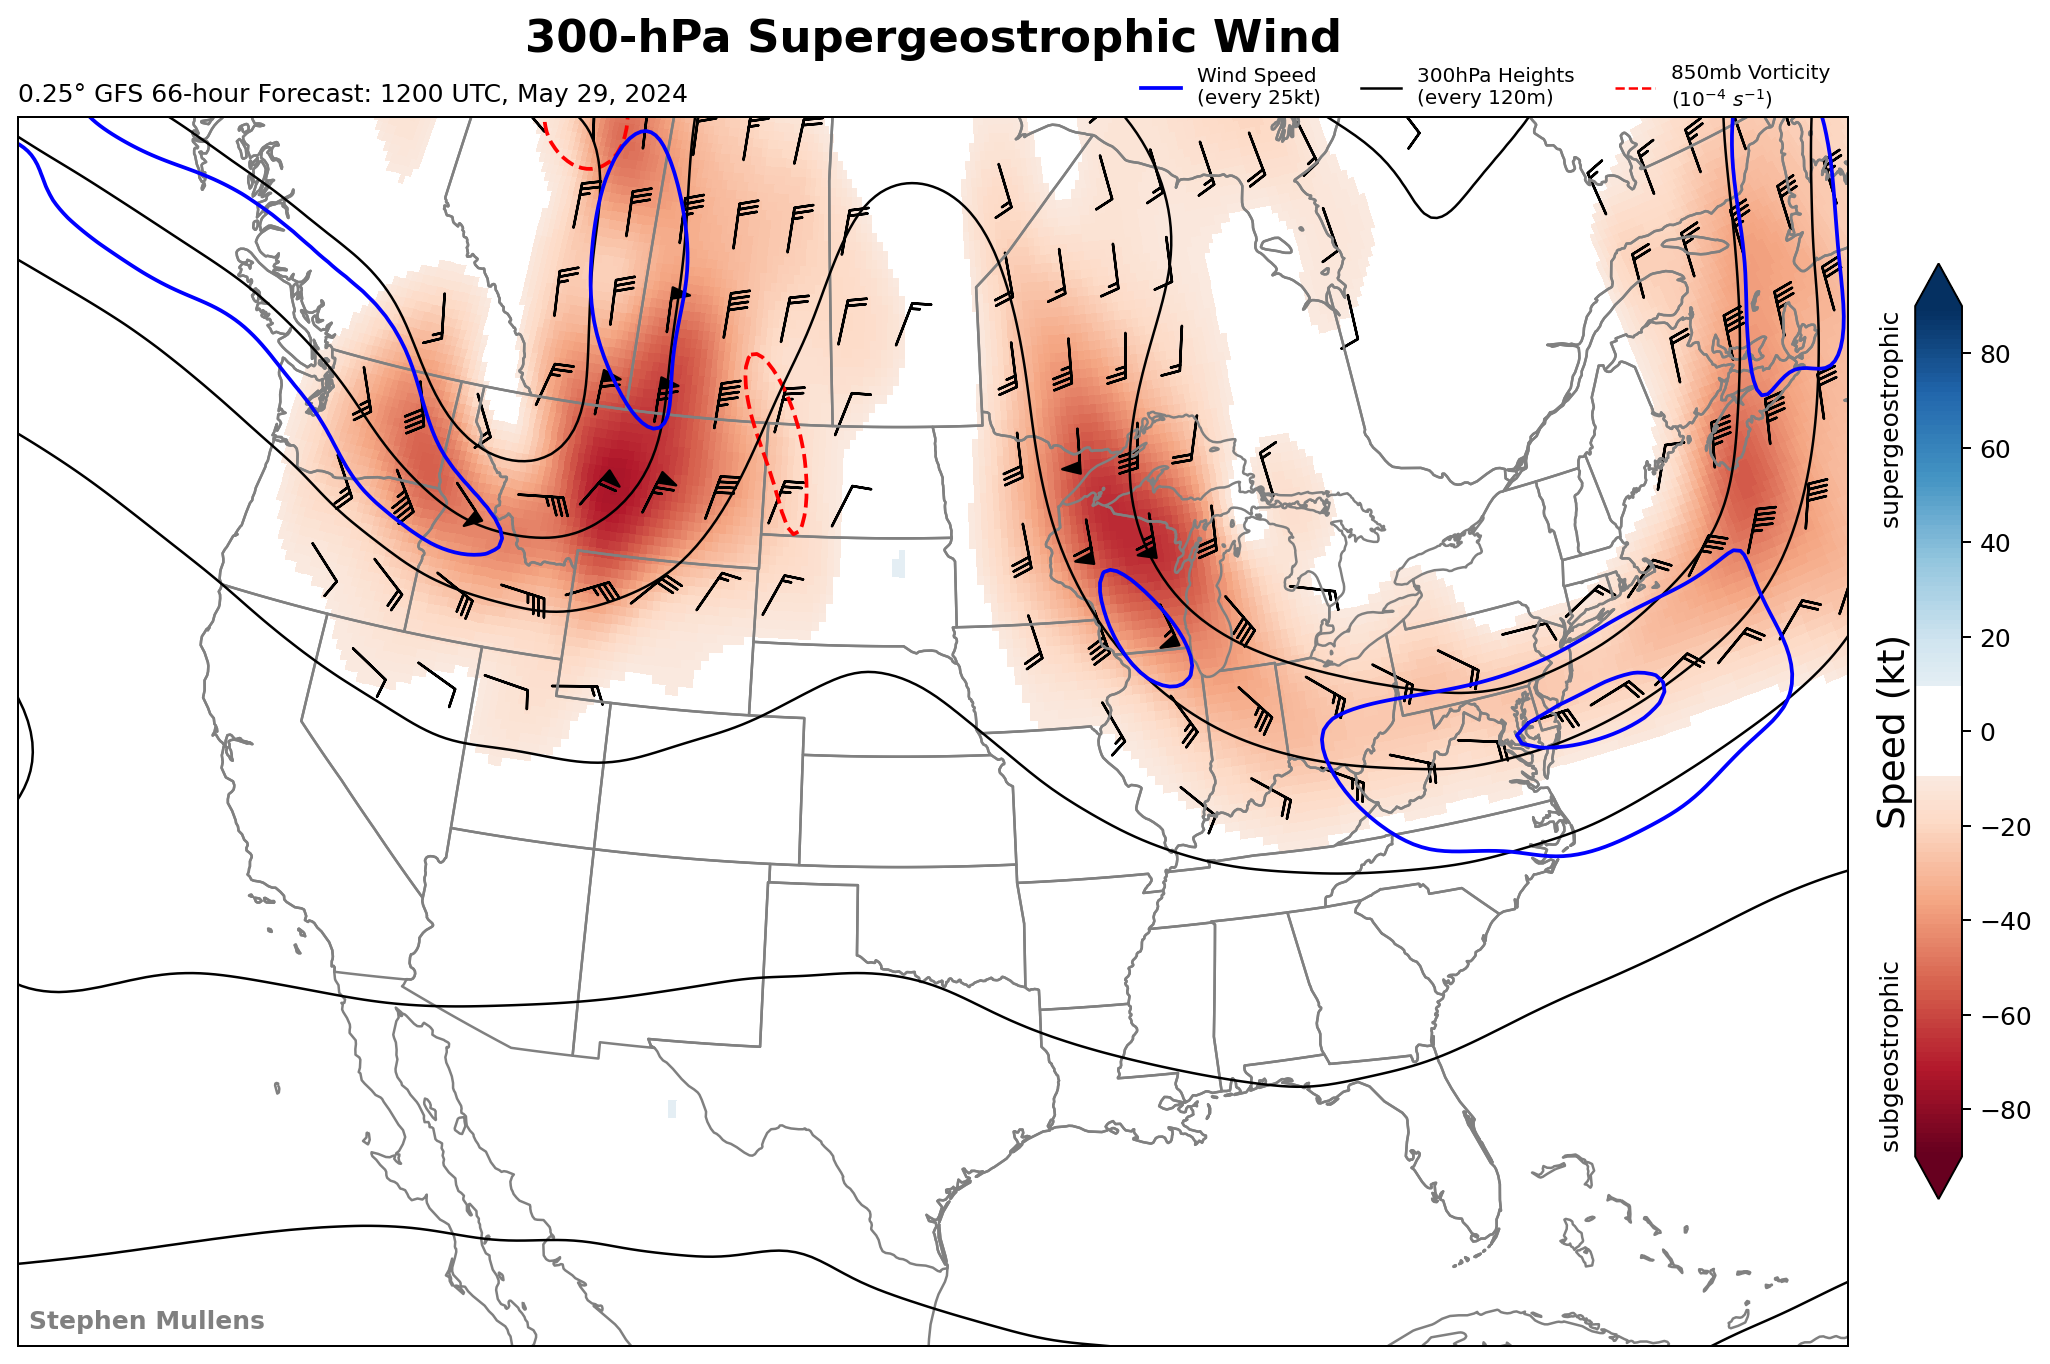 300-hPa Supergeostrophic Wind
0.25° GFS 66-hour Forecast: 1200 UTC, May 29, 2024
Wind Speed
(every 25kt)
300hPa Heights
(every 120m)
850mb Vorticity
(10⁻⁴ s⁻¹)
supergeostrophic
Speed (kt)
subgeostrophic
80
60
40
20
0
−20
−40
−60
−80
Stephen Mullens